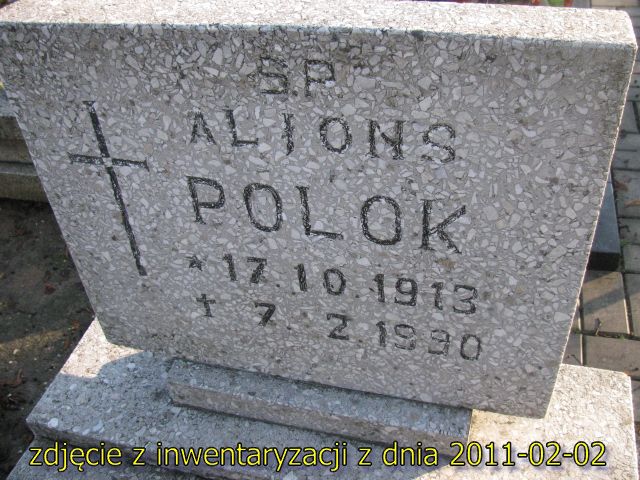 Ś.P.
ALFONS
POLOK
* 17.10.1913
† 7.2.1990
zdjęcie z inwentaryzacji z dnia 2011-02-02